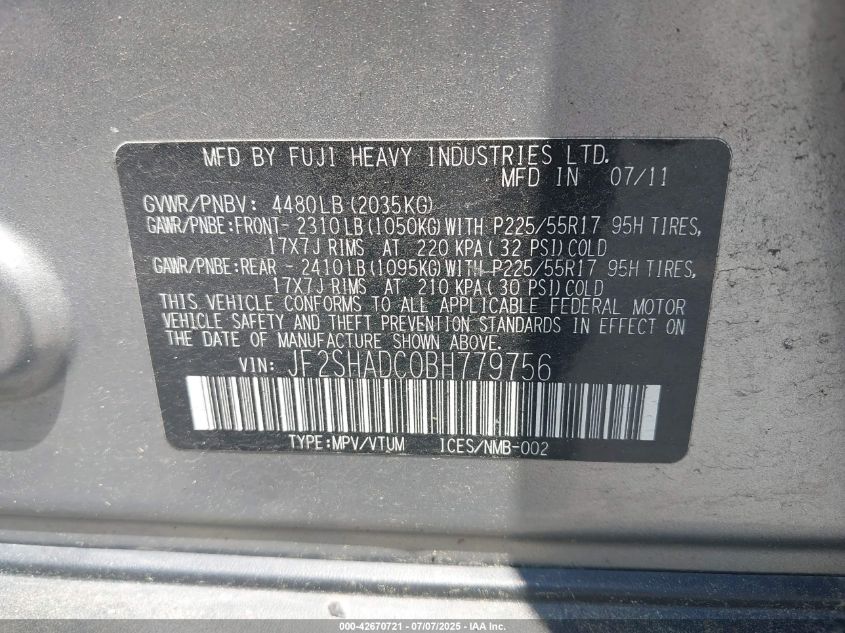 MFD BY FUJI HEAVY INDUSTRIES LTD.
MFD IN 07/11
GVWR/PNBV: 4480LB(2035KG)
GAWR/PNBE:FRONT- 2310LB(1050KG)WITH P225/55R17 95H TIRES,
17X7J RIMS AT 220 KPA(32 PSI)COLD
GAWR/PNBE:REAR - 2410LB(1095KG)WITH P225/55R17 95H TIRES,
17X7J RIMS AT 210 KPA(30 PSI)COLD
THIS VEHICLE CONFORMS TO ALL APPLICABLE FEDERAL MOTOR
VEHICLE SAFETY AND THEFT PREVENTION STANDARDS IN EFFECT ON
THE DATE OF MANUFACTURE SHOWN ABOVE.
VIN: JF2SHADC0BH779756
TYPE:MPV/VTUM ICES/NMB-002
000-42670721 - 07/07/2025 - IAA Inc.